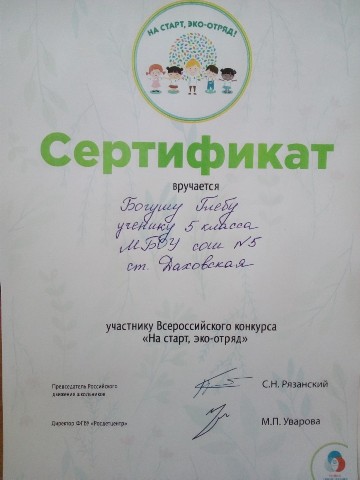 НА СТАРТ, ЭКО-ОТРЯД!
Сертификат
вручается
Богушу Глебу
ученику 5 класса
МБОУ сош №5
ст. Даховская
участнику Всероссийского конкурса
«На старт, эко-отряд»
Председатель Российского
движения школьников
С.Н. Рязанский
Директор ФГБУ «Росдетцентр»
М.П. Уварова